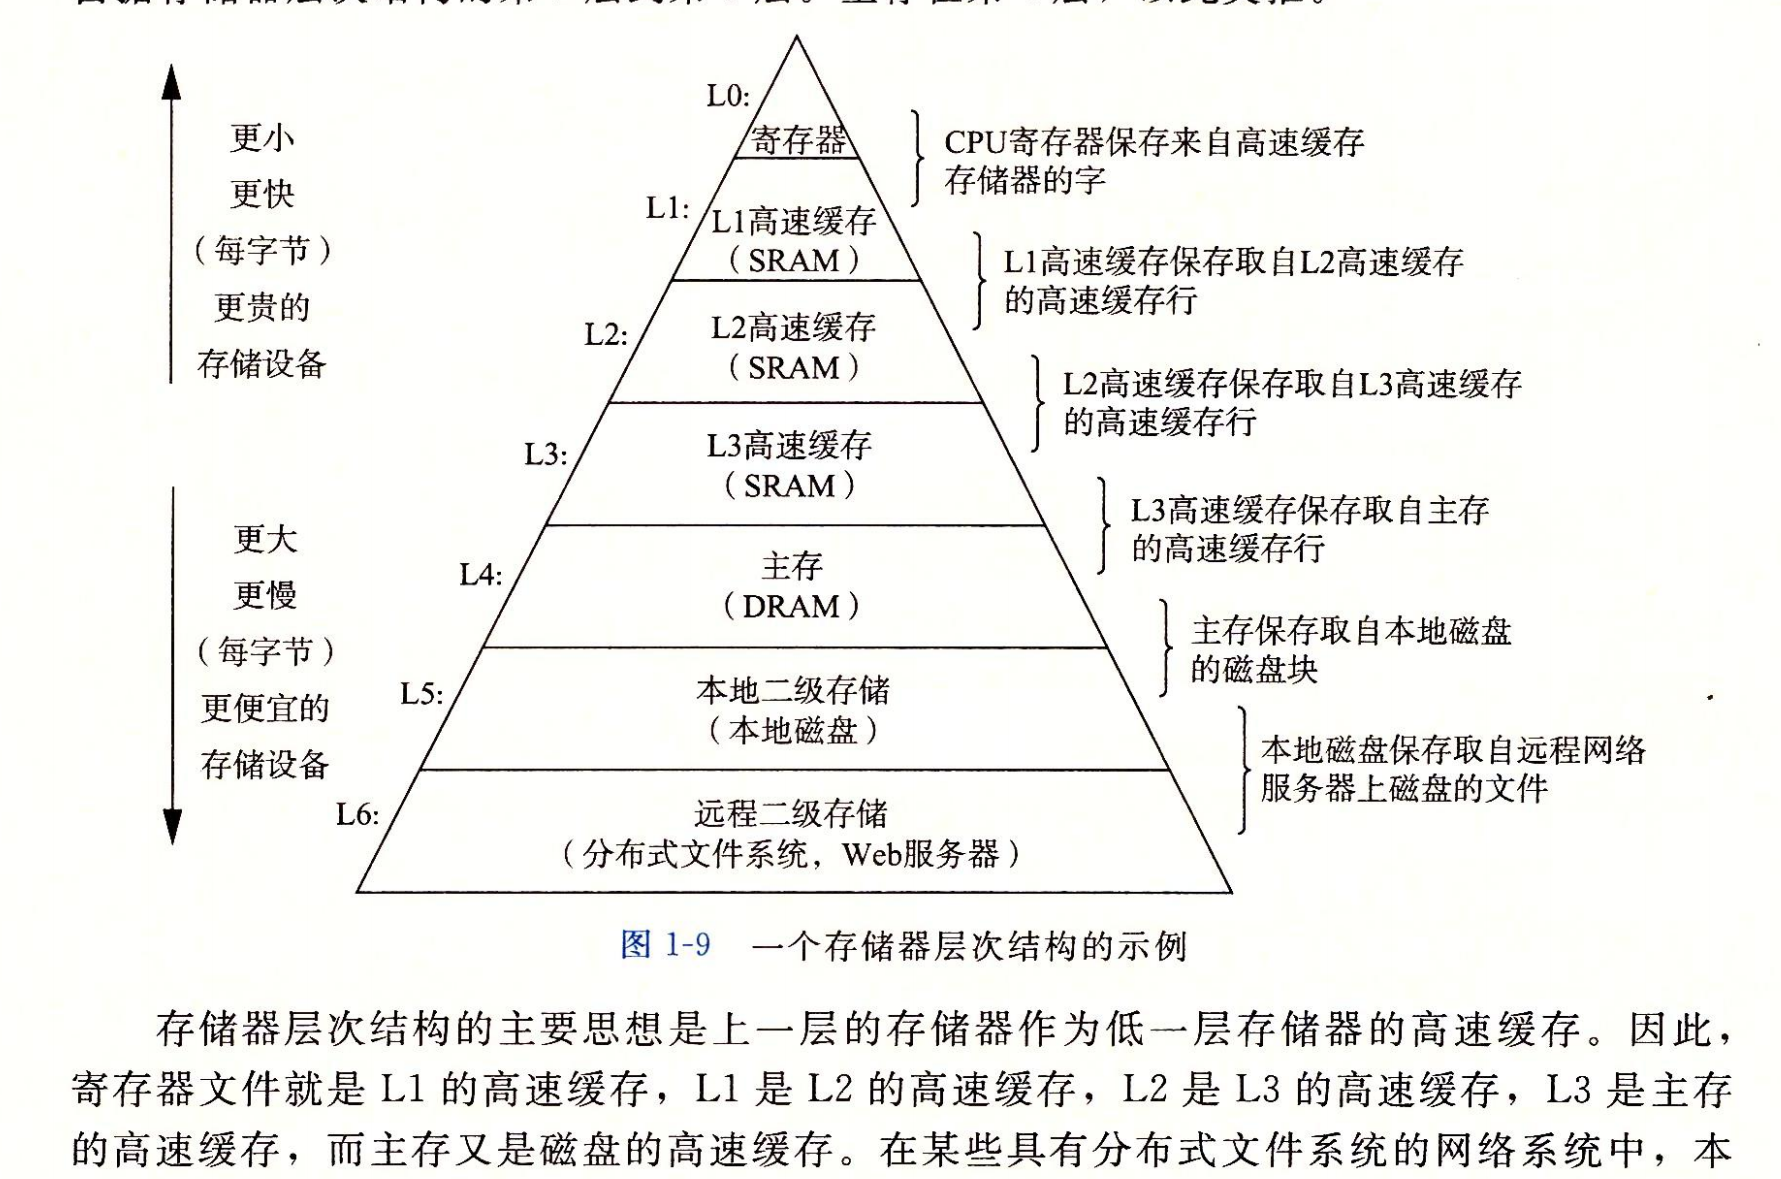 L0:
寄存器
CPU寄存器保存来自高速缓存
存储器的字
更小
更快
（每字节）
更贵的
存储设备
L1:
L1高速缓存
（SRAM）
L1高速缓存保存取自L2高速缓存
的高速缓存行
L2:
L2高速缓存
（SRAM）
L2高速缓存保存取自L3高速缓存
的高速缓存行
L3:
L3高速缓存
（SRAM）
L3高速缓存保存取自主存
的高速缓存行
更大
更慢
（每字节）
更便宜的
存储设备
L4:
主存
（DRAM）
主存保存取自本地磁盘
的磁盘块
L5:
本地二级存储
（本地磁盘）
本地磁盘保存取自远程网络
服务器上磁盘的文件
L6:
远程二级存储
（分布式文件系统，Web服务器）
图 1-9 一个存储器层次结构的示例
存储器层次结构的主要思想是上一层的存储器作为低一层存储器的高速缓存。因此，
寄存器文件就是 L1 的高速缓存，L1 是 L2 的高速缓存，L2 是 L3 的高速缓存，L3 是主存
的高速缓存，而主存又是磁盘的高速缓存。在某些具有分布式文件系统的网络系统中，本